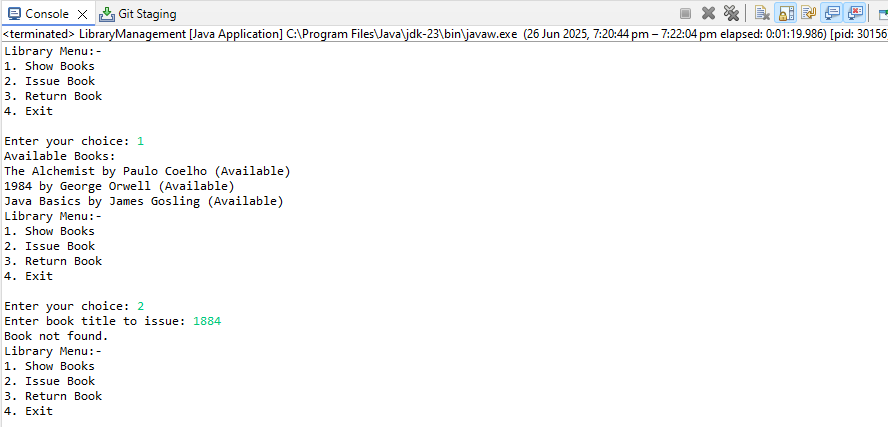 Console Git Staging
<terminated> LibraryManagement [Java Application] C:\Program Files\Java\jdk-23\bin\javaw.exe (26 Jun 2025, 7:20:44 pm – 7:22:04 pm elapsed: 0:01:19.986) [pid: 30156
Library Menu:-
1. Show Books
2. Issue Book
3. Return Book
4. Exit
Enter your choice: 1
Available Books:
The Alchemist by Paulo Coelho (Available)
1984 by George Orwell (Available)
Java Basics by James Gosling (Available)
Library Menu:-
1. Show Books
2. Issue Book
3. Return Book
4. Exit
Enter your choice: 2
Enter book title to issue: 1884
Book not found.
Library Menu:-
1. Show Books
2. Issue Book
3. Return Book
4. Exit